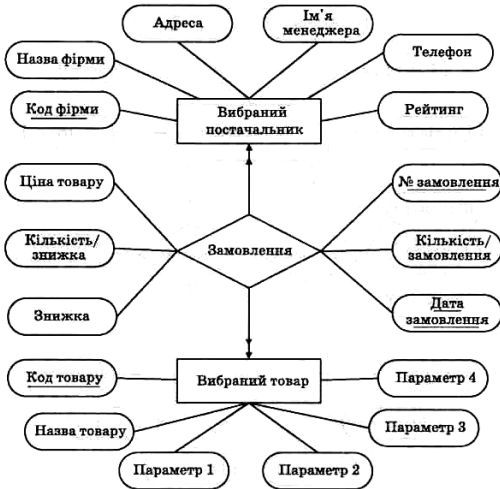 Адреса
Ім'я
менеджера
Назва фірми
Телефон
Код фірми
Вибраний
постачальник
Рейтинг
Ціна товару
№ замовлення
Кількість/
знижка
Замовлення
Кількість/
замовлення
Знижка
Дата
замовлення
Код товару
Вибраний товар
Параметр 4
Назва товару
Параметр 3
Параметр 1
Параметр 2